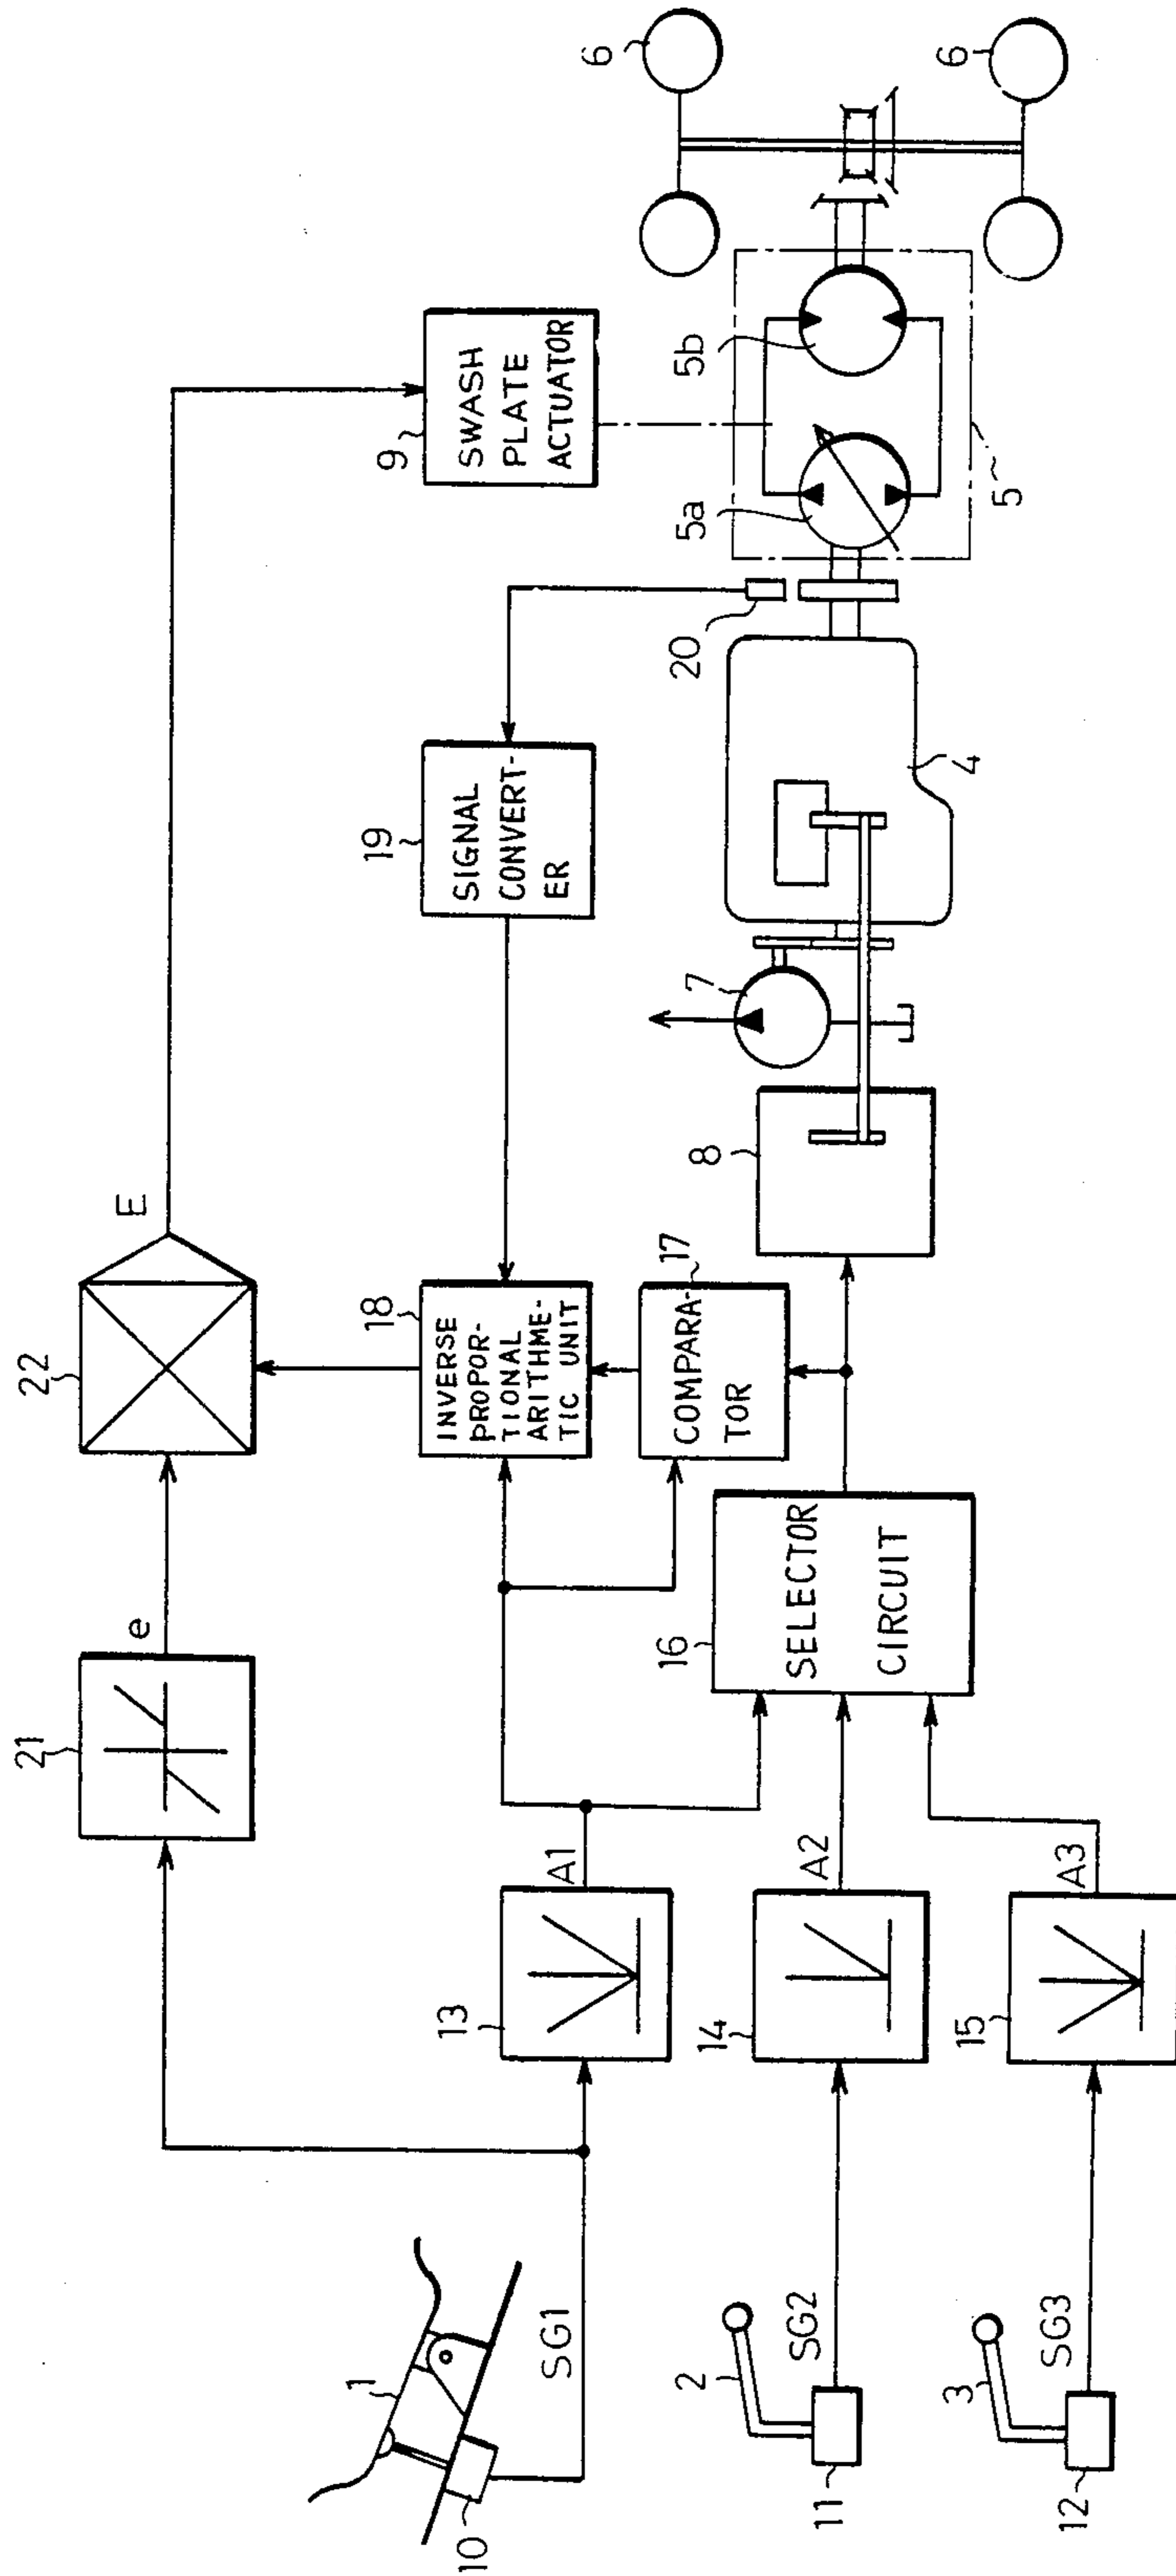 22
E
21
e
9
SWASH
PLATE
ACTUATOR
19
SIGNAL
CONVERT-
ER
18
INVERSE
PROPOR-
TIONAL
ARITHME-
TIC UNIT
17
COMPARA-
TOR
16
SELECTOR
CIRCUIT
1
10
SG1
13
A1
2
11
SG2
14
A2
3
12
SG3
15
A3
8
7
4
20
5a
5b
5
6
6